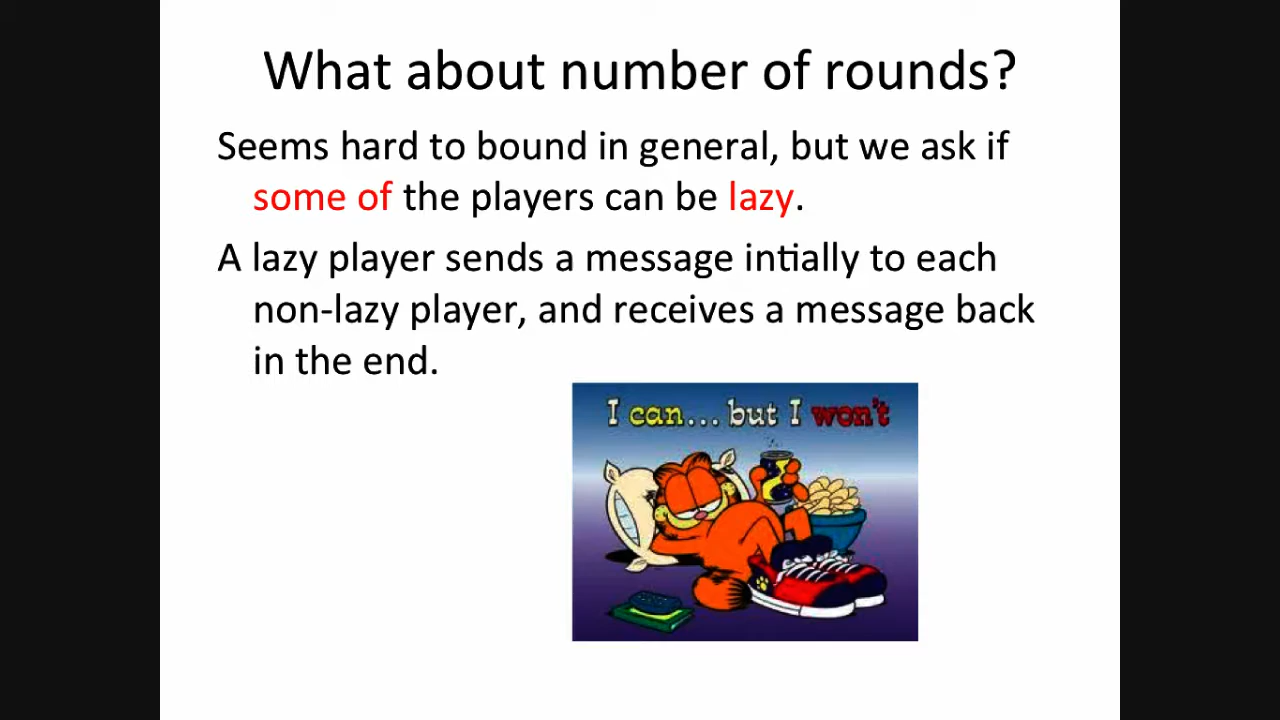 What about number of rounds?
Seems hard to bound in general, but we ask if
some of the players can be lazy.
A lazy player sends a message intially to each
non-lazy player, and receives a message back
in the end.
I can... but I won't